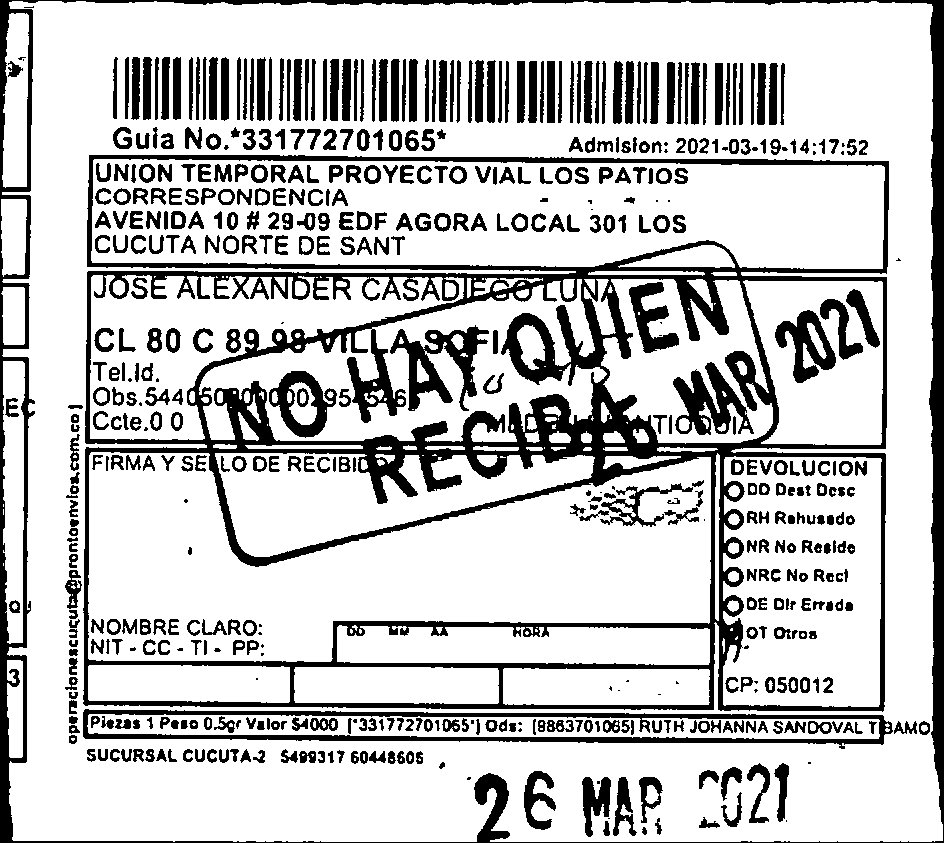 Guia No.*331772701065*
Admision: 2021-03-19-14:17:52
UNION TEMPORAL PROYECTO VIAL LOS PATIOS
CORRESPONDENCIA
AVENIDA 10 # 29-09 EDF AGORA LOCAL 301 LOS
CUCUTA NORTE DE SANT
JOSE ALEXANDER CASADIEGO LUNA
CL 80 C 89 98 VILLA SOFIA
Tel.Id.
Ccte.0 0
ANTIOQUIA
NO HAY QUIEN
RECIBA
26 MAR 2021
FIRMA Y SELLO DE RECIBIDO
DEVOLUCION
DD Dest Desc
RH Rehusado
NR No Reside
NRC No Recl
DE Dir Errada
OT Otros
CP: 050012
NOMBRE CLARO:
NIT - CC - TI - PP:
DD MM AA HORA
operacionescucuta@prontoenvios.com.co
Piezas 1 Peso 0.5gr Valor $4000 [*331772701065*] Ods: [9863701065] RUTH JOHANNA SANDOVAL TIBAMO
SUCURSAL CUCUTA-2 5499317 60448605
26 MAR 2021